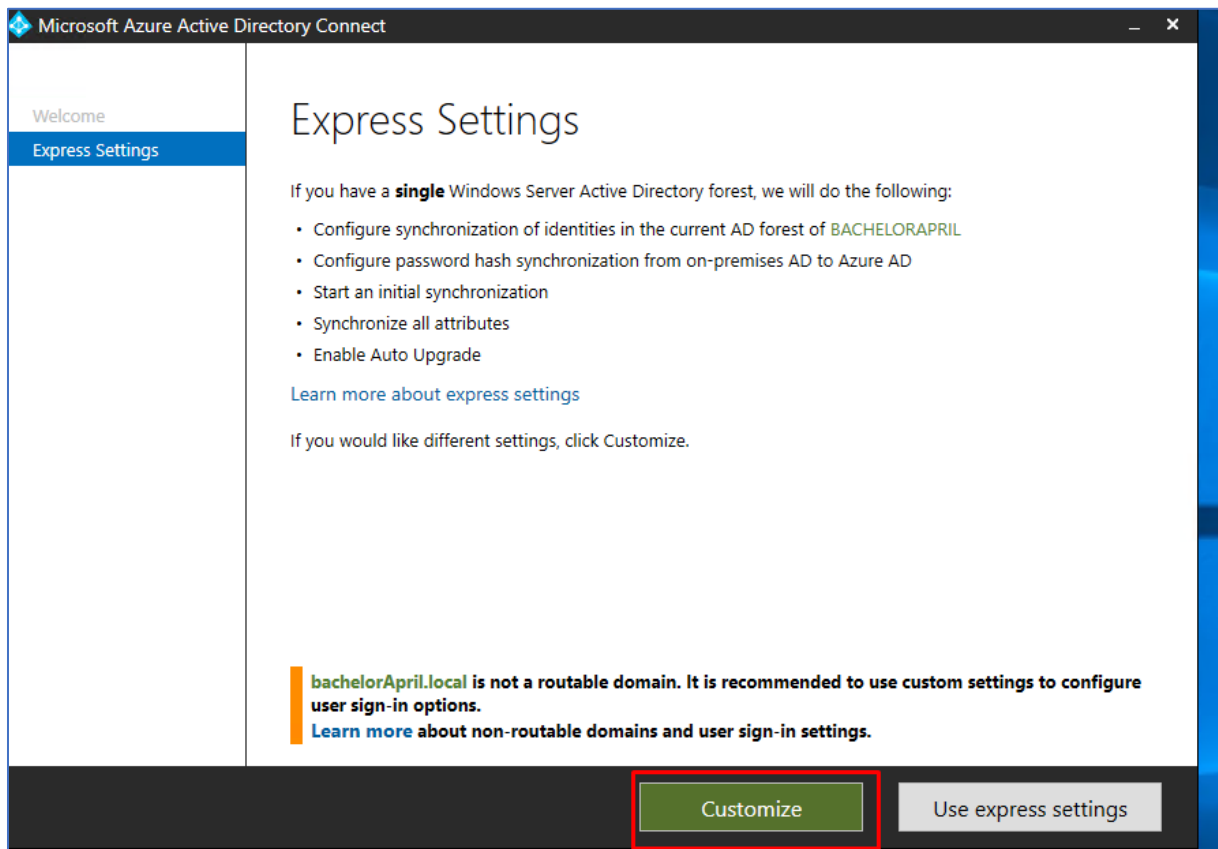 Microsoft Azure Active Directory Connect
Welcome
Express Settings
Express Settings
If you have a single Windows Server Active Directory forest, we will do the following:
• Configure synchronization of identities in the current AD forest of BACHELORAPRIL
• Configure password hash synchronization from on-premises AD to Azure AD
• Start an initial synchronization
• Synchronize all attributes
• Enable Auto Upgrade
Learn more about express settings
If you would like different settings, click Customize.
bachelorApril.local is not a routable domain. It is recommended to use custom settings to configure
user sign-in options.
Learn more about non-routable domains and user sign-in settings.
Customize
Use express settings